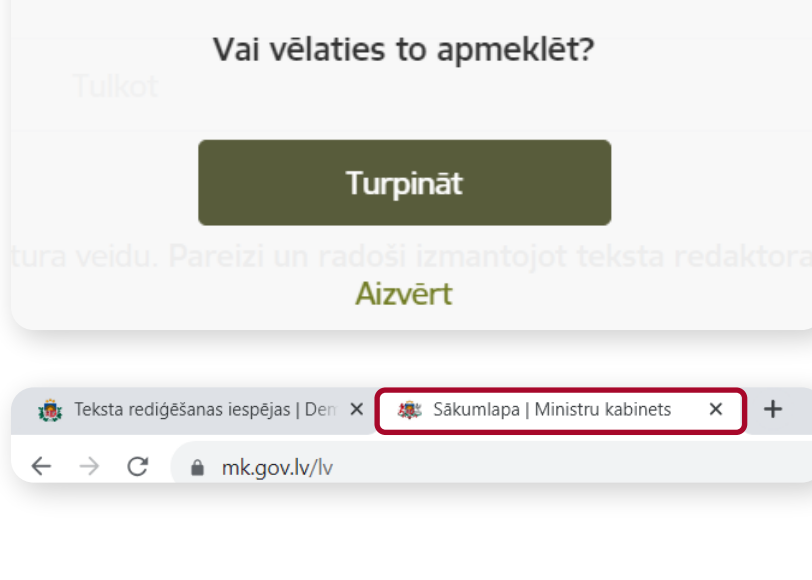 Vai vēlaties to apmeklēt?
Tulkot
Turpināt
tura veidu. Pareizi un radoši izmantojot teksta redaktora
Aizvērt
Teksta rediģēšanas iespējas | Den
Sākumlapa | Ministru kabinets
mk.gov.lv/lv